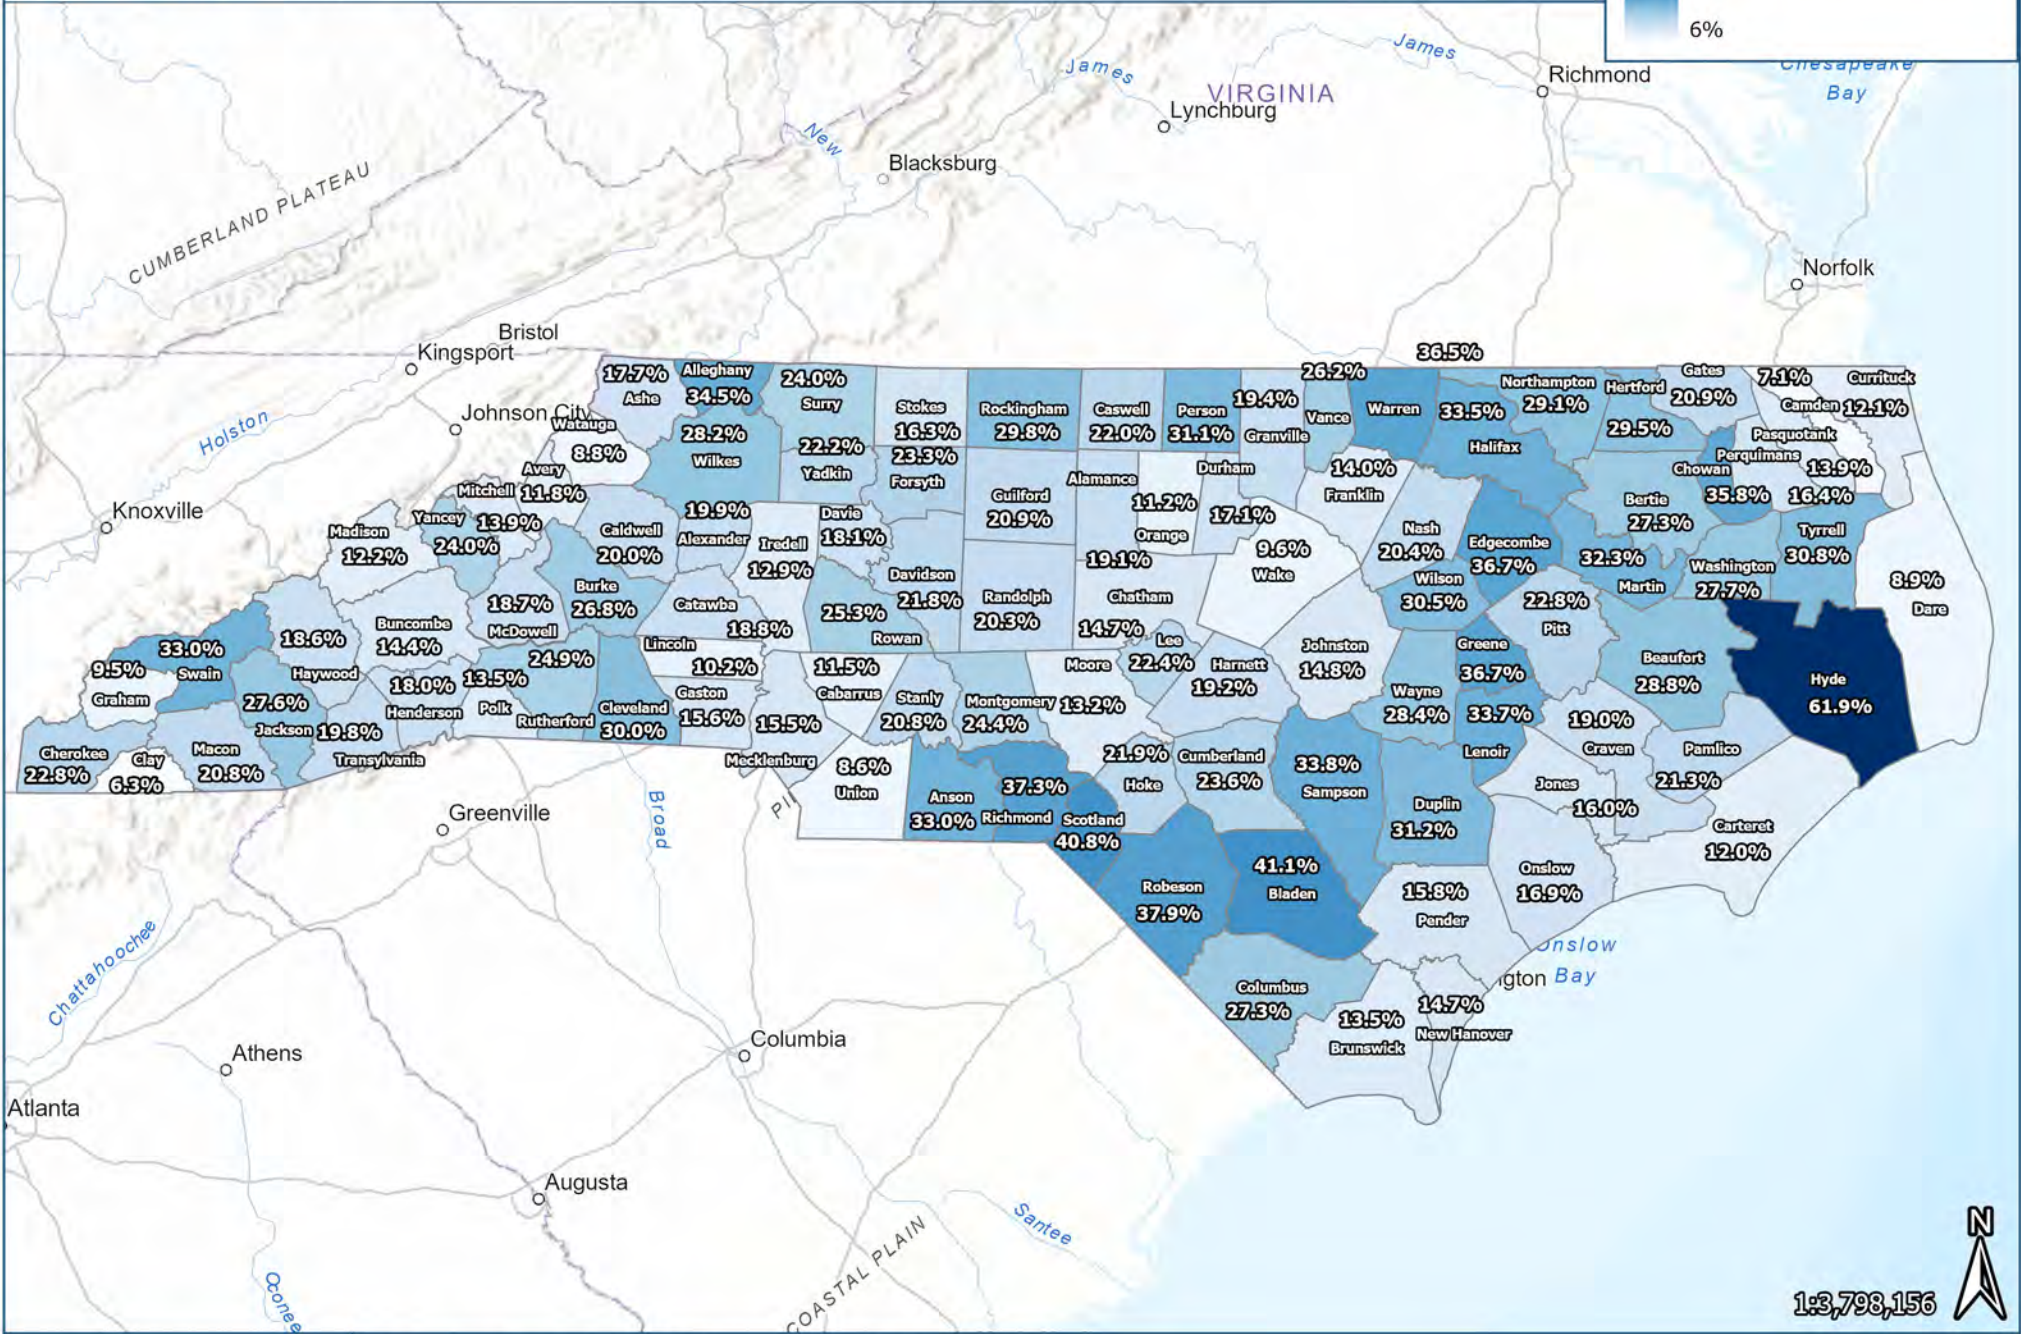 6%
Chesapeake
Bay
James
James
VIRGINIA
Richmond
Lynchburg
New
Blacksburg
CUMBERLAND PLATEAU
Norfolk
Bristol
Kingsport
Holston
Johnson City
Knoxville
36.5%
17.7%
Ashe
Alleghany
34.5%
24.0%
Surry
Stokes
16.3%
Rockingham
29.8%
Caswell
22.0%
Person
31.1%
19.4%
Granville
26.2%
Vance
Warren
33.5%
Halifax
Northampton
29.1%
Hertford
29.5%
Gates
20.9%
7.1%
Camden
Currituck
12.1%
Pasquotank
13.9%
Perquimans
16.4%
Chowan
35.8%
Watauga
8.8%
28.2%
Wilkes
22.2%
Yadkin
23.3%
Forsyth
Guilford
20.9%
Alamance
19.1%
11.2%
Orange
Durham
17.1%
14.0%
Franklin
Nash
20.4%
Edgecombe
36.7%
Bertie
27.3%
32.3%
Martin
Washington
27.7%
Tyrrell
30.8%
8.9%
Dare
Avery
11.8%
Mitchell
13.9%
Yancey
24.0%
Madison
12.2%
Caldwell
20.0%
19.9%
Alexander
Iredell
12.9%
Davie
18.1%
Davidson
21.8%
Randolph
20.3%
Chatham
14.7%
9.6%
Wake
Wilson
30.5%
22.8%
Pitt
Beaufort
28.8%
Hyde
61.9%
18.7%
McDowell
Burke
26.8%
Catawba
18.8%
25.3%
Rowan
Buncombe
14.4%
18.6%
Haywood
33.0%
Swain
9.5%
Graham
27.6%
Jackson
19.8%
Transylvania
18.0%
Henderson
13.5%
Polk
24.9%
Rutherford
Cleveland
30.0%
Lincoln
10.2%
Gaston
15.6%
15.5%
Mecklenburg
11.5%
Cabarrus
Stanly
20.8%
Montgomery
24.4%
Moore
13.2%
Lee
22.4%
Harnett
19.2%
Johnston
14.8%
Wayne
28.4%
Greene
36.7%
33.7%
Lenoir
19.0%
Craven
Pamlico
21.3%
Cherokee
22.8%
Clay
6.3%
Macon
20.8%
8.6%
Union
Anson
33.0%
37.3%
Richmond
Scotland
40.8%
21.9%
Hoke
Cumberland
23.6%
33.8%
Sampson
Duplin
31.2%
Jones
16.0%
Carteret
12.0%
Onslow
16.9%
15.8%
Pender
41.1%
Bladen
Robeson
37.9%
Columbus
27.3%
13.5%
Brunswick
14.7%
New Hanover
Onslow
Bay
Greenville
Broad
Chattahoochee
Columbia
Athens
Atlanta
Augusta
Oconee
Santee
COASTAL PLAIN
N
1:3,798,156